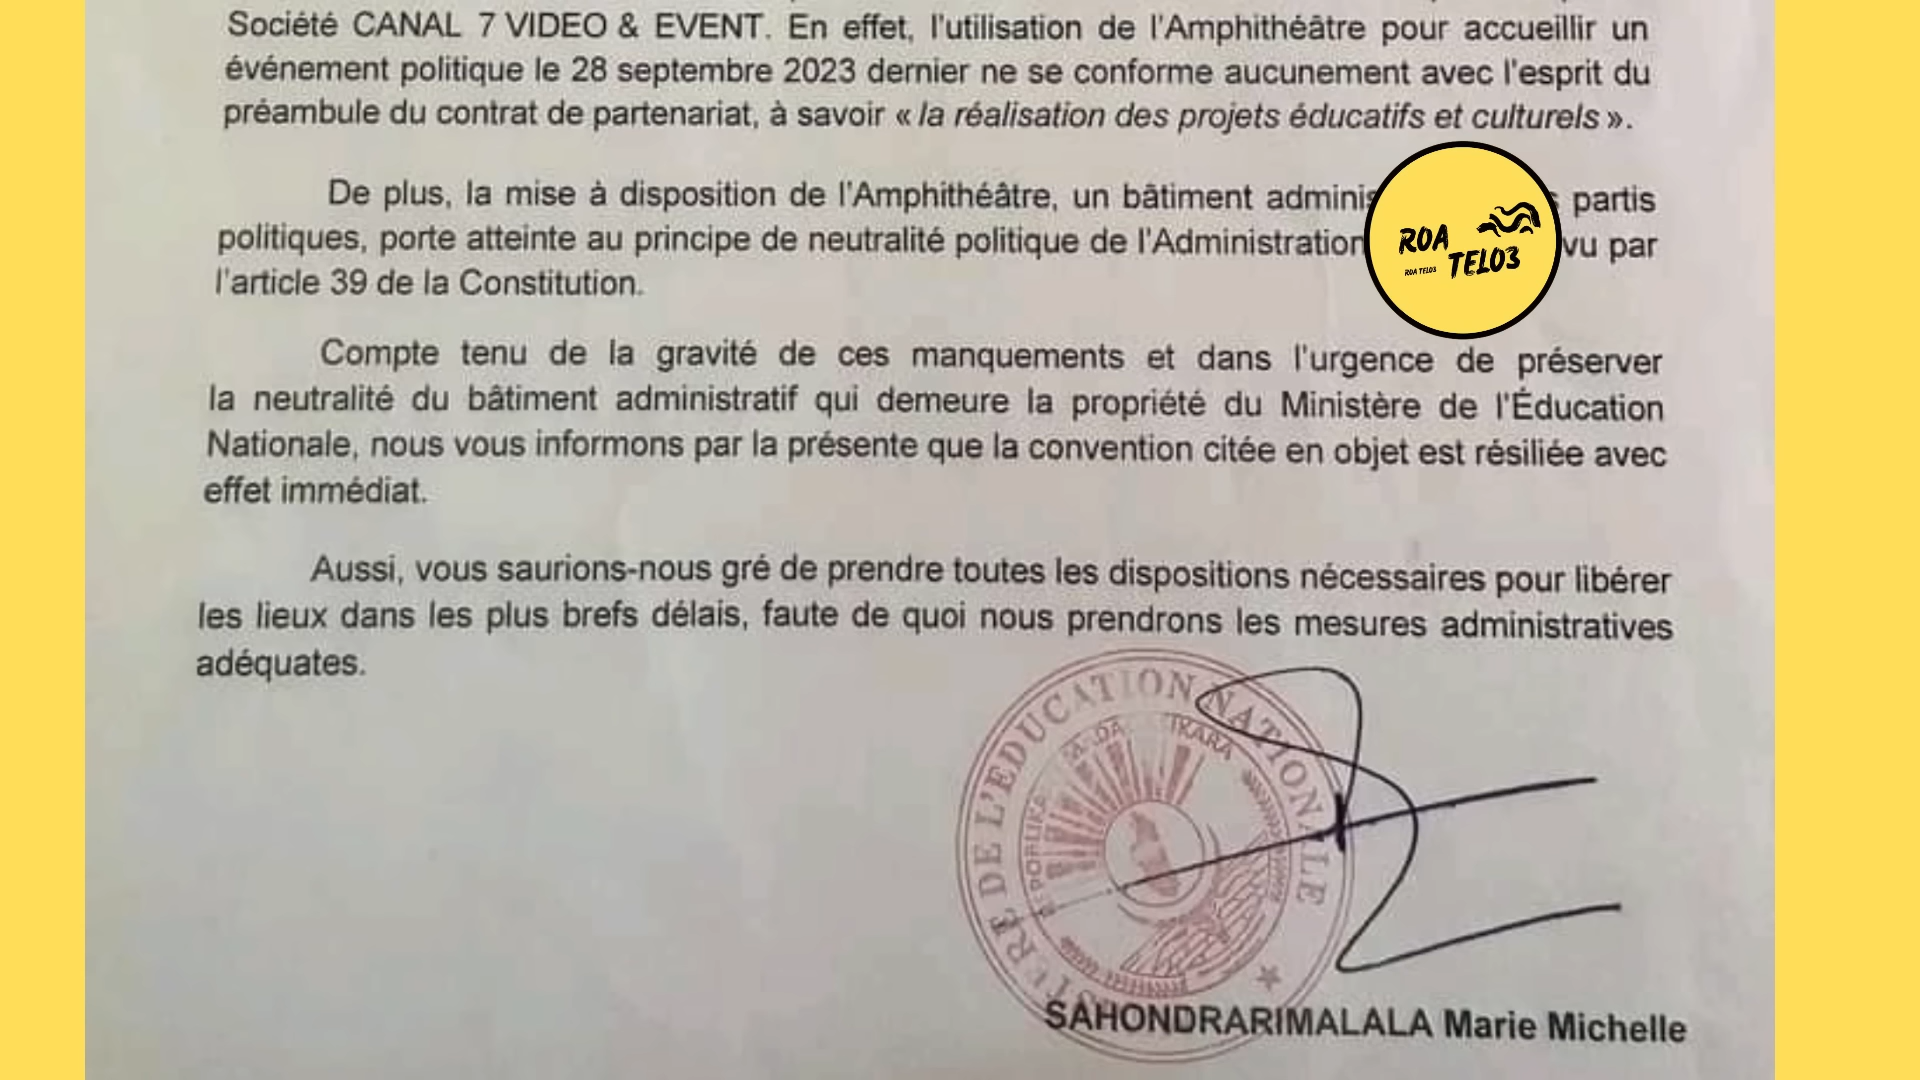 Société CANAL 7 VIDEO & EVENT. En effet, l'utilisation de l'Amphithéâtre pour accueillir un
événement politique le 28 septembre 2023 dernier ne se conforme aucunement avec l'esprit du
préambule du contrat de partenariat, à savoir « la réalisation des projets éducatifs et culturels ».
De plus, la mise à disposition de l'Amphithéâtre, un bâtiment partis
politiques, porte atteinte au principe de neutralité politique de l'Administration vu par
l'article 39 de la Constitution.
ROA
TELO3
ROA TELO3
Compte tenu de la gravité de ces manquements et dans l'urgence de préserver
la neutralité du bâtiment administratif qui demeure la propriété du Ministère de l'Éducation
Nationale, nous vous informons par la présente que la convention citée en objet est résiliée avec
effet immédiat.
Aussi, vous saurions-nous gré de prendre toutes les dispositions nécessaires pour libérer
les lieux dans les plus brefs délais, faute de quoi nous prendrons les mesures administratives
adéquates.
DE L'EDUCATION NATIONALE
SAHONDRARIMALALA Marie Michelle